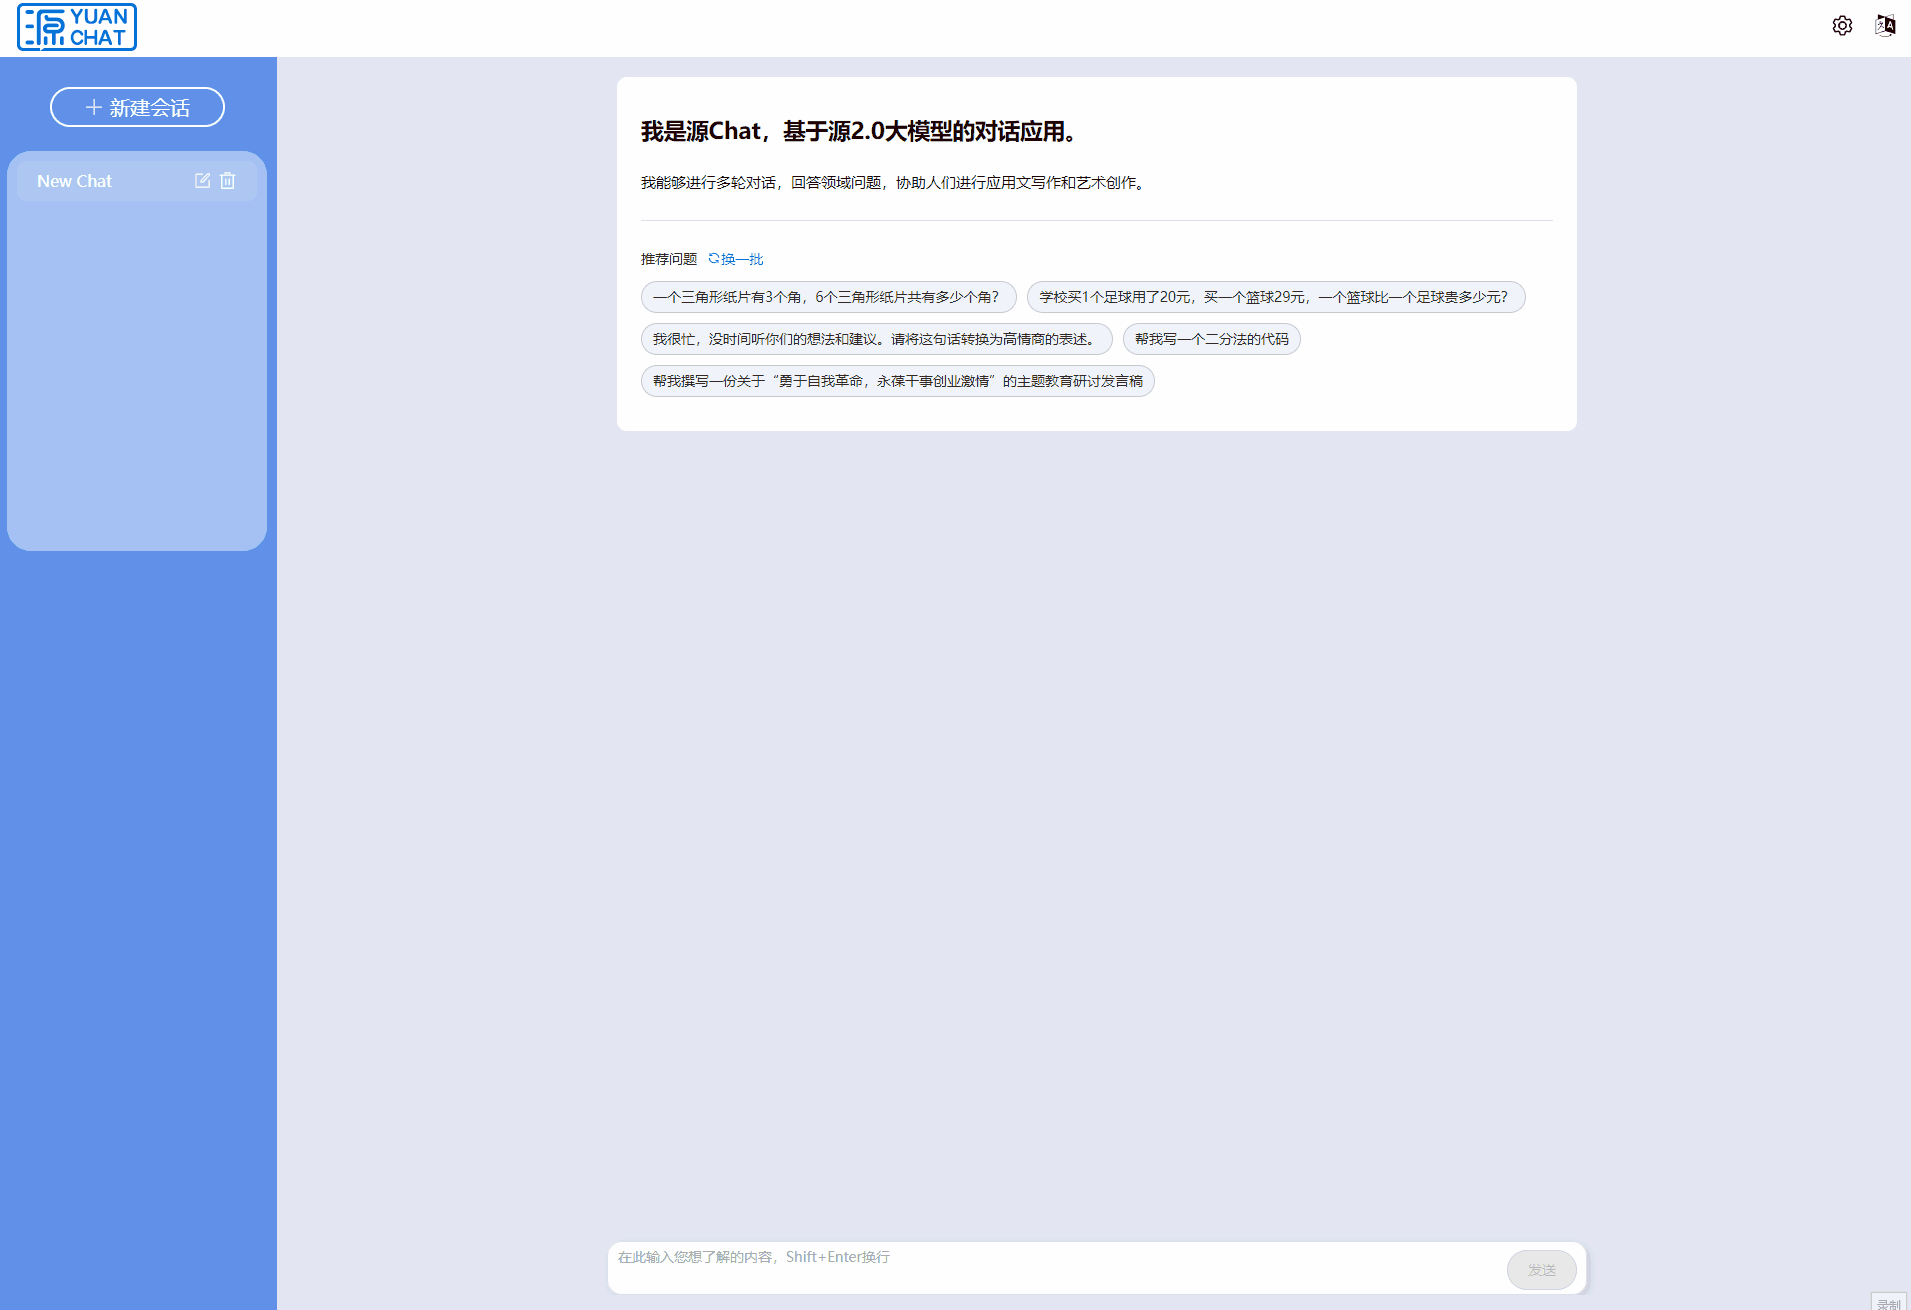 源 YUAN CHAT
新建会话
New Chat
我是源Chat，基于源2.0大模型的对话应用。
我能够进行多轮对话，回答领域问题，协助人们进行应用文写作和艺术创作。
推荐问题 换一批
一个三角形纸片有3个角，6个三角形纸片共有多少个角？ 学校买1个足球用了20元，买一个篮球29元，一个篮球比一个足球贵多少元？
我很忙，没时间听你们的想法和建议。请将这句话转换为高情商的表述。 帮我写一个二分法的代码
帮我撰写一份关于“勇于自我革命，永葆干事创业激情”的主题教育研讨发言稿
在此输入您想了解的内容，Shift+Enter换行
发送
录制